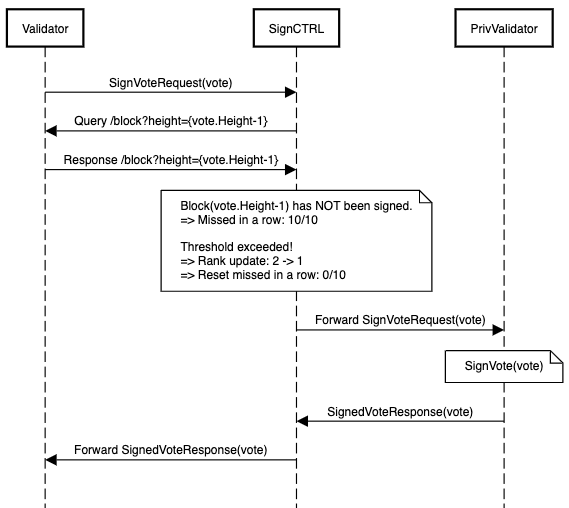 Validator
SignCTRL
PrivValidator
SignVoteRequest(vote)
Query /block?height={vote.Height-1}
Response /block?height={vote.Height-1}
Block(vote.Height-1) has NOT been signed.
=> Missed in a row: 10/10
Threshold exceeded!
=> Rank update: 2 -> 1
=> Reset missed in a row: 0/10
Forward SignVoteRequest(vote)
SignVote(vote)
SignedVoteResponse(vote)
Forward SignedVoteResponse(vote)